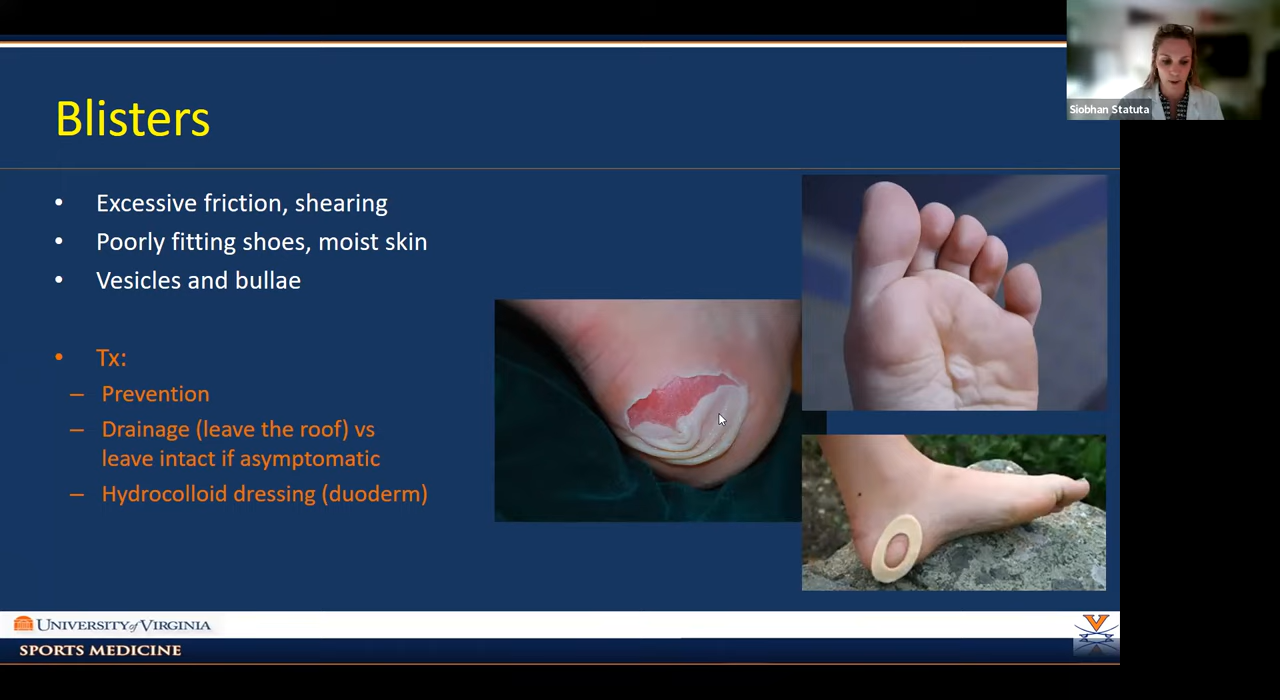 Siobhan Statuta
Blisters
• Excessive friction, shearing
• Poorly fitting shoes, moist skin
• Vesicles and bullae
• Tx:
– Prevention
– Drainage (leave the roof) vs
leave intact if asymptomatic
– Hydrocolloid dressing (duoderm)
UNIVERSITY of VIRGINIA
SPORTS MEDICINE